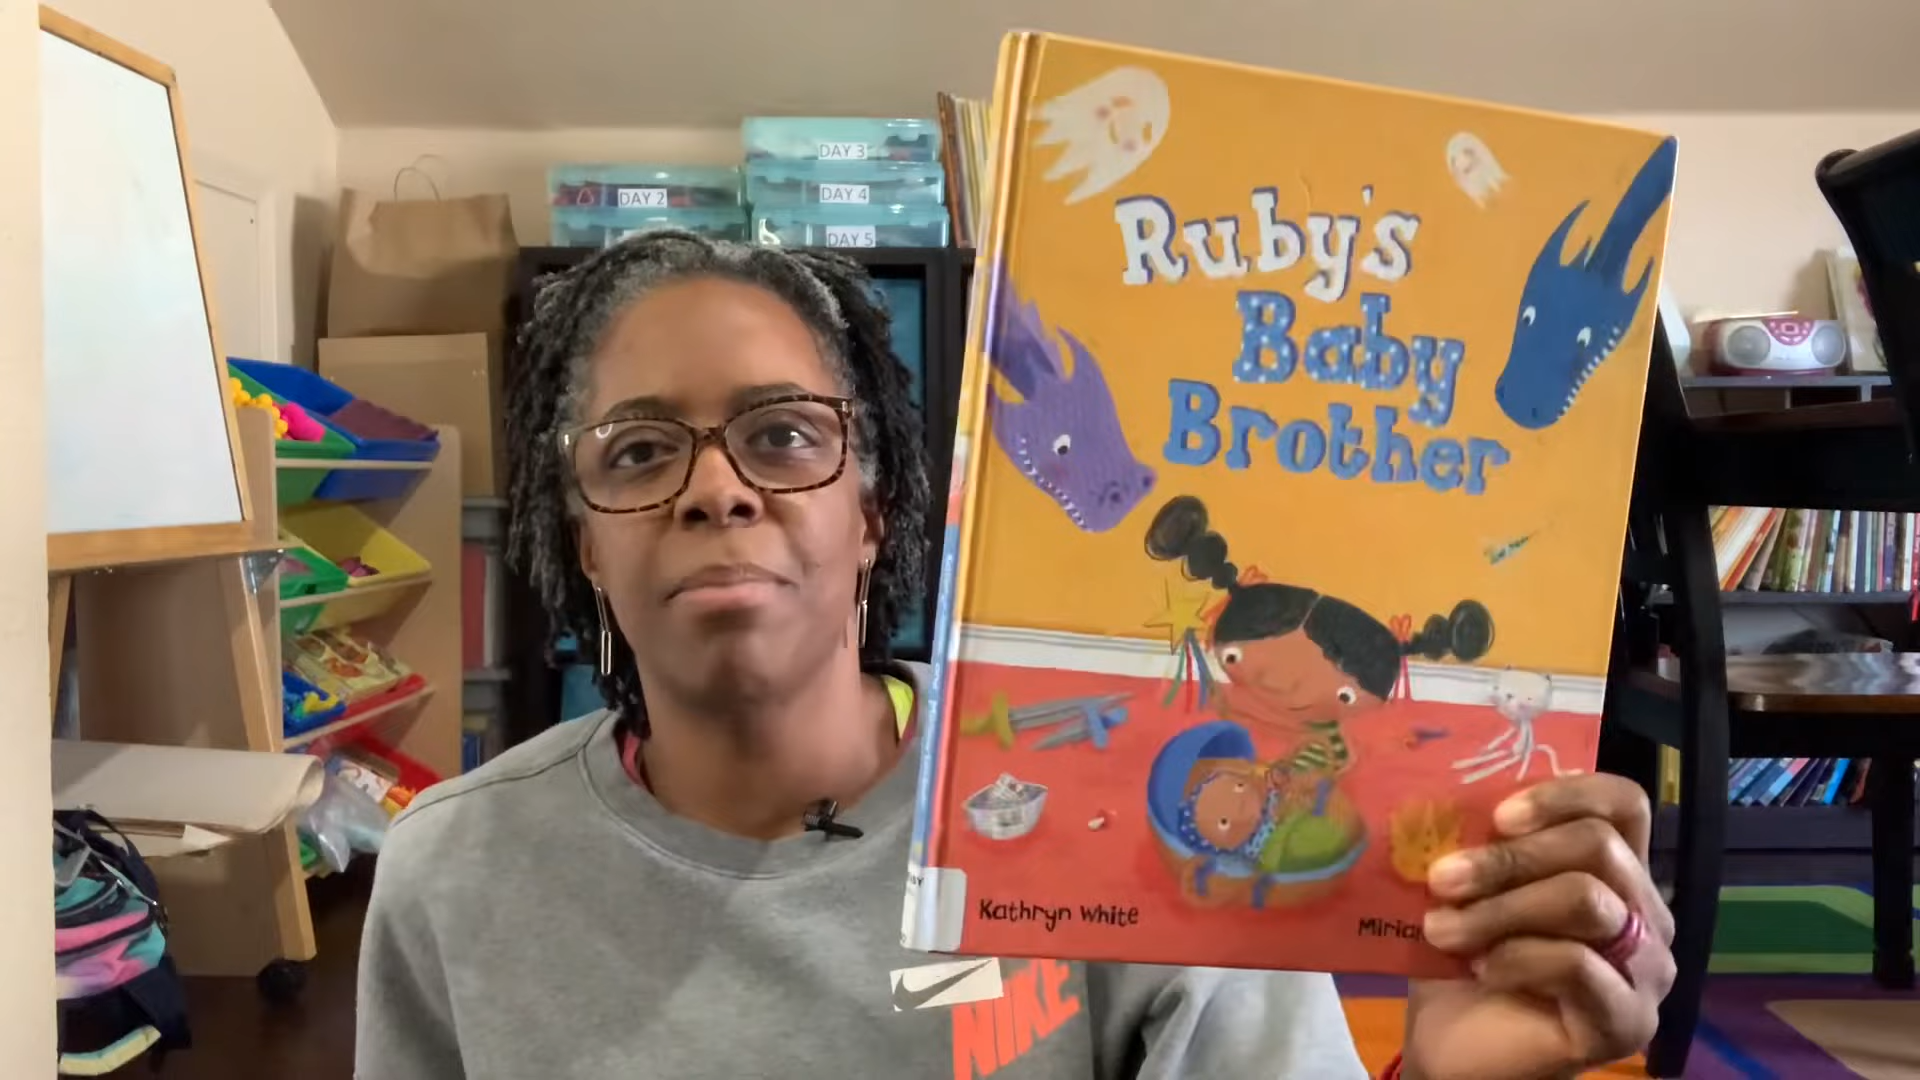 DAY 3
DAY 2
DAY 4
DAY 5
Ruby's
Baby
Brother
Kathryn White
NIKE